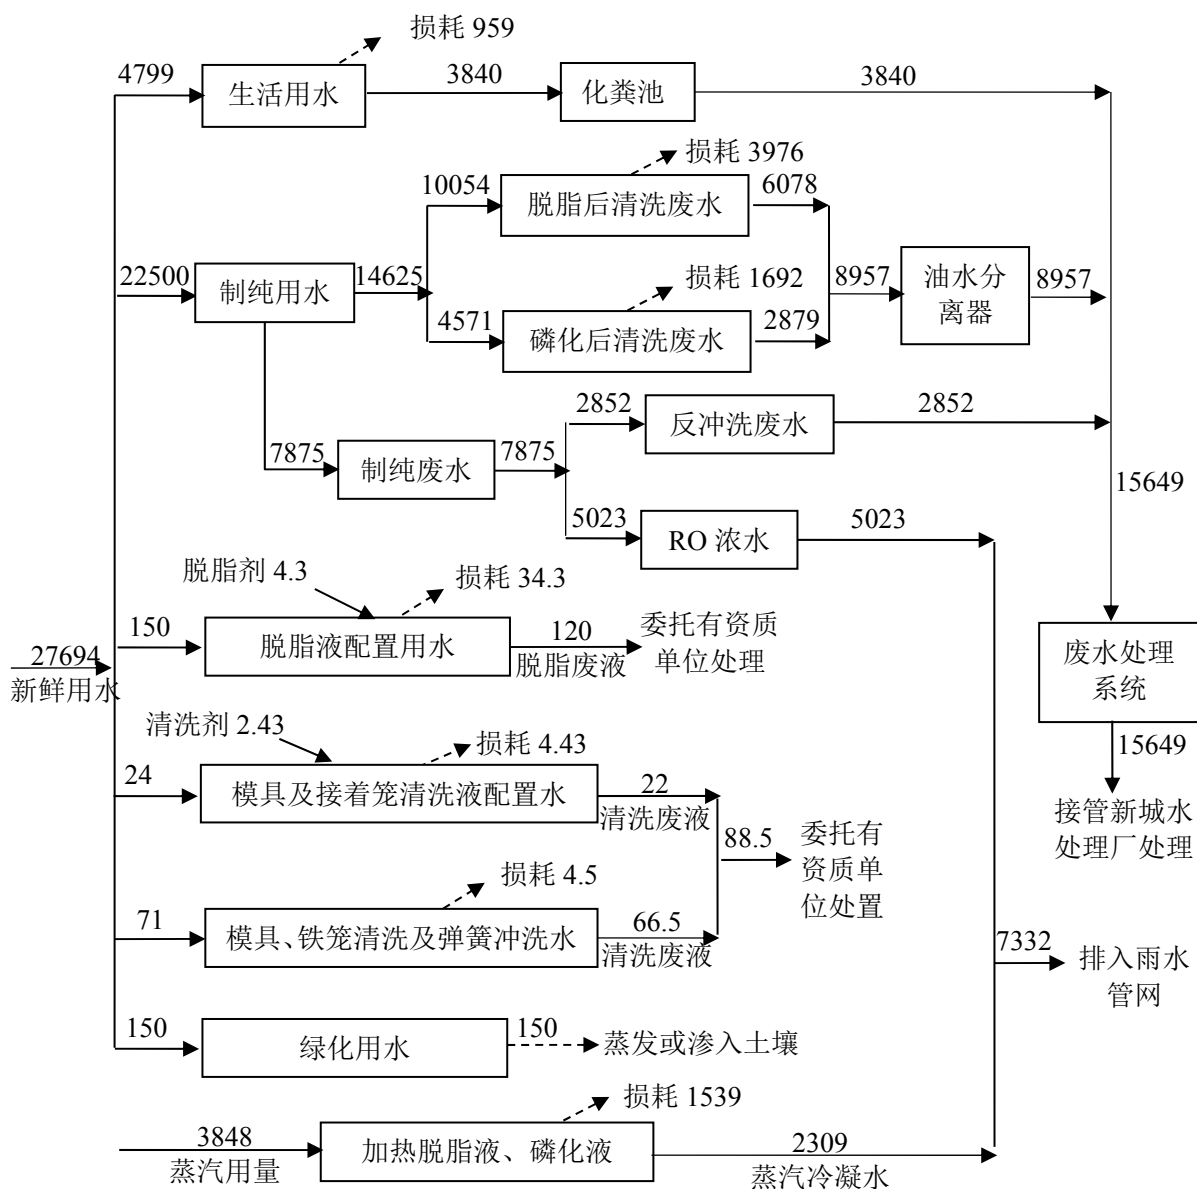 损耗 959
4799
生活用水
3840
化粪池
3840
损耗 3976
10054
脱脂后清洗废水
6078
22500
制纯用水
14625
损耗 1692
8957
油水分
离器
8957
4571
磷化后清洗废水
2879
2852
反冲洗废水
2852
7875
制纯废水
7875
15649
5023
RO 浓水
5023
脱脂剂 4.3
损耗 34.3
150
脱脂液配置用水
120
脱脂废液
委托有资质
单位处理
废水处理
系统
27694
新鲜用水
清洗剂 2.43
损耗 4.43
15649
24
模具及接着笼清洗液配置水
22
清洗废液
接管新城水
处理厂处理
88.5
委托有
资质单
位处置
损耗 4.5
71
模具、铁笼清洗及弹簧冲洗水
66.5
清洗废液
7332
排入雨水
管网
150
绿化用水
150
蒸发或渗入土壤
损耗 1539
3848
蒸汽用量
加热脱脂液、磷化液
2309
蒸汽冷凝水